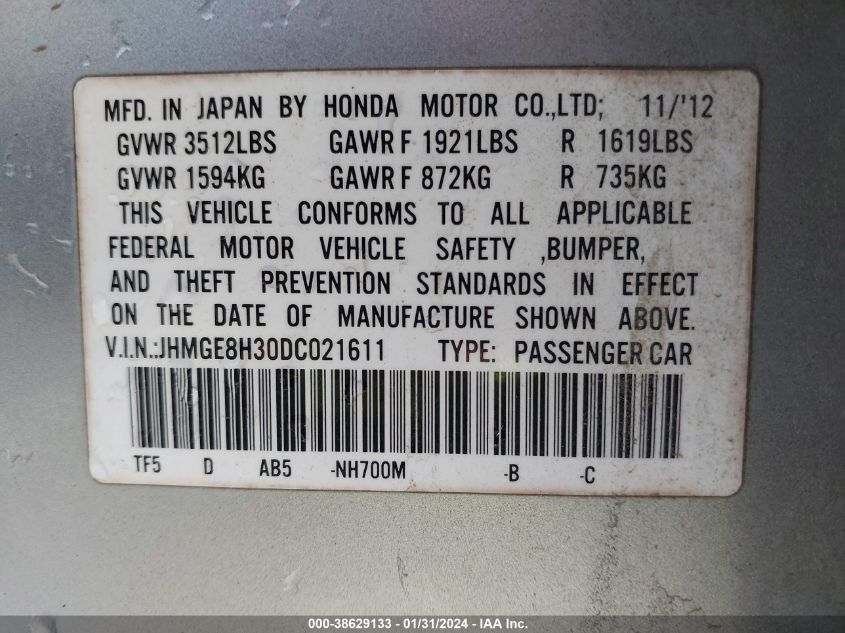 MFD. IN JAPAN BY HONDA MOTOR CO.,LTD; 11/'12
GVWR 3512LBS GAWR F 1921LBS R 1619LBS
GVWR 1594KG GAWR F 872KG R 735KG
THIS VEHICLE CONFORMS TO ALL APPLICABLE
FEDERAL MOTOR VEHICLE SAFETY ,BUMPER,
AND THEFT PREVENTION STANDARDS IN EFFECT
ON THE DATE OF MANUFACTURE SHOWN ABOVE.
V.I.N.:JHMGE8H30DC021611 TYPE: PASSENGER CAR
TF5 D AB5 -NH700M -B -C
000-38629133 - 01/31/2024 - IAA Inc.